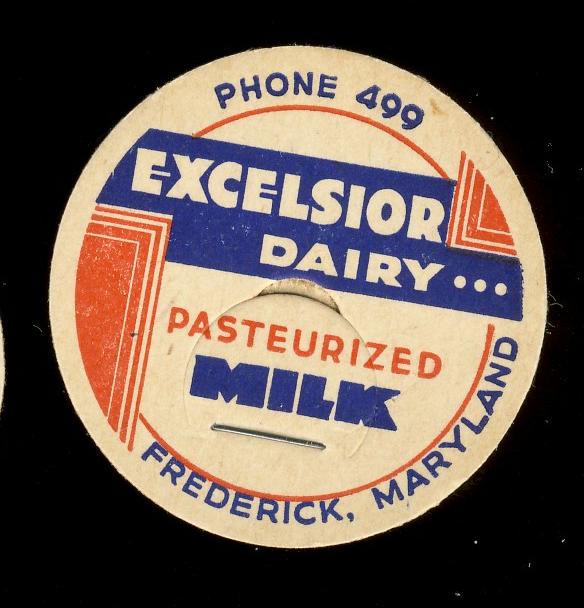 PHONE 499
EXCELSIOR
DAIRY...
PASTEURIZED
MILK
FREDERICK, MARYLAND